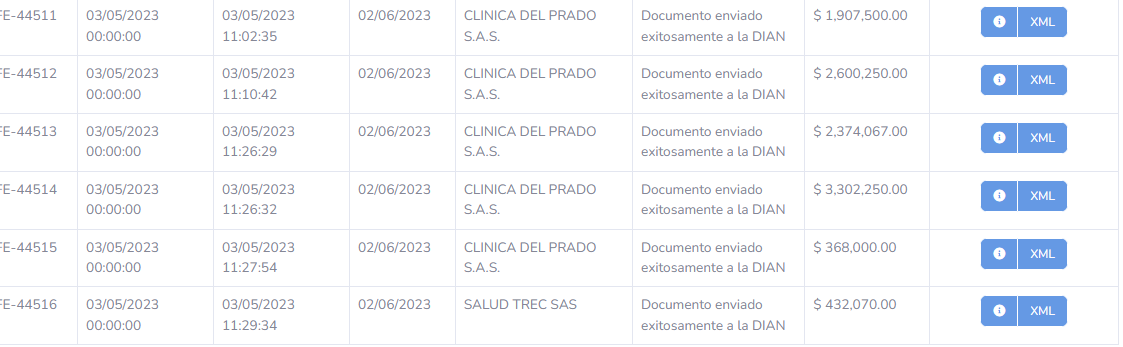 FE-44511 03/05/2023 03/05/2023 02/06/2023 CLINICA DEL PRADO Documento enviado $ 1,907,500.00 XML
00:00:00 11:02:35 S.A.S. exitosamente a la DIAN
FE-44512 03/05/2023 03/05/2023 02/06/2023 CLINICA DEL PRADO Documento enviado $ 2,600,250.00 XML
00:00:00 11:10:42 S.A.S. exitosamente a la DIAN
FE-44513 03/05/2023 03/05/2023 02/06/2023 CLINICA DEL PRADO Documento enviado $ 2,374,067.00 XML
00:00:00 11:26:29 S.A.S. exitosamente a la DIAN
FE-44514 03/05/2023 03/05/2023 02/06/2023 CLINICA DEL PRADO Documento enviado $ 3,302,250.00 XML
00:00:00 11:26:32 S.A.S. exitosamente a la DIAN
FE-44515 03/05/2023 03/05/2023 02/06/2023 CLINICA DEL PRADO Documento enviado $ 368,000.00 XML
00:00:00 11:27:54 S.A.S. exitosamente a la DIAN
FE-44516 03/05/2023 03/05/2023 02/06/2023 SALUD TREC SAS Documento enviado $ 432,070.00 XML
00:00:00 11:29:34 exitosamente a la DIAN